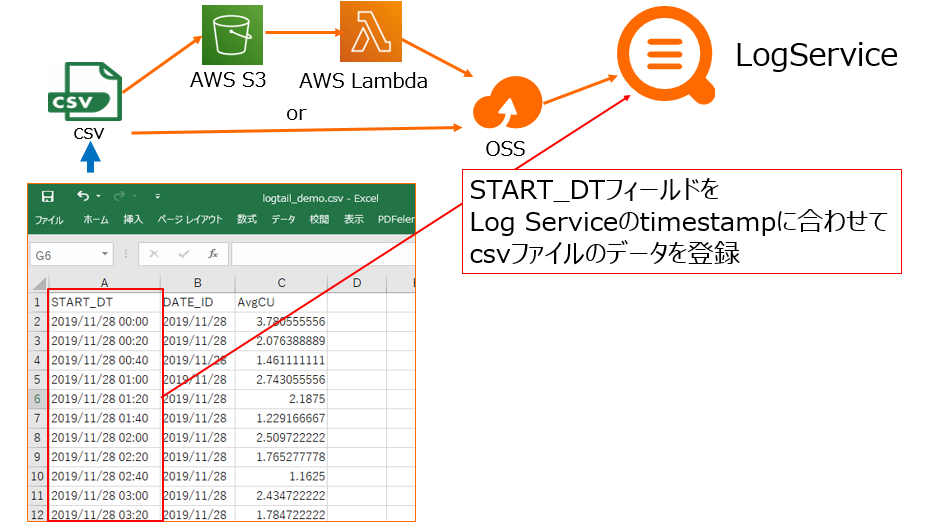 LogService
AWS S3
AWS Lambda
CSV
csv
or
OSS
START_DTフィールドを
Log Serviceのtimestampに合わせて
csvファイルのデータを登録
logtail_demo.csv - Excel
ファイル ホーム 挿入 ページ レイアウト 数式 データ 校閲 表示 PDFeler
G6 fx
A B C D
1 START_DT DATE_ID AvgCU
2 2019/11/28 00:00 2019/11/28 3.780555556
3 2019/11/28 00:20 2019/11/28 2.076388889
4 2019/11/28 00:40 2019/11/28 1.461111111
5 2019/11/28 01:00 2019/11/28 2.743055556
6 2019/11/28 01:20 2019/11/28 2.1875
7 2019/11/28 01:40 2019/11/28 1.229166667
8 2019/11/28 02:00 2019/11/28 2.509722222
9 2019/11/28 02:20 2019/11/28 1.765277778
10 2019/11/28 02:40 2019/11/28 1.1625
11 2019/11/28 03:00 2019/11/28 2.434722222
12 2019/11/28 03:20 2019/11/28 1.784722222